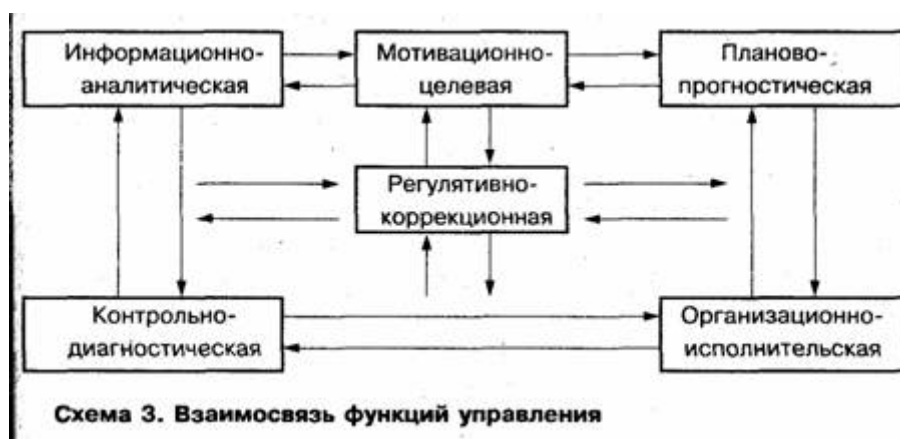 Информационно-
аналитическая
Мотивационно-
целевая
Планово-
прогностическая
Регулятивно-
коррекционная
Контрольно-
диагностическая
Организационно-
исполнительская
Схема 3. Взаимосвязь функций управления